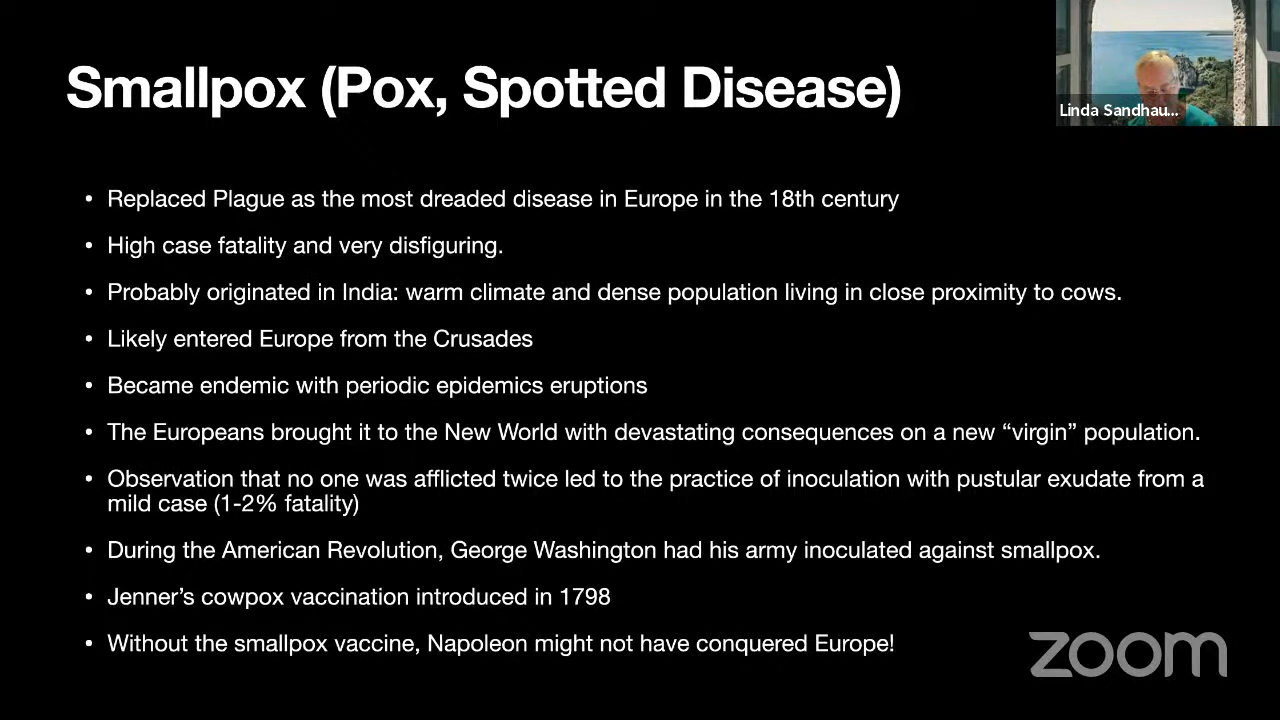 Smallpox (Pox, Spotted Disease)
Linda Sandhau...
• Replaced Plague as the most dreaded disease in Europe in the 18th century
• High case fatality and very disfiguring.
• Probably originated in India: warm climate and dense population living in close proximity to cows.
• Likely entered Europe from the Crusades
• Became endemic with periodic epidemics eruptions
• The Europeans brought it to the New World with devastating consequences on a new “virgin” population.
• Observation that no one was afflicted twice led to the practice of inoculation with pustular exudate from a
mild case (1-2% fatality)
• During the American Revolution, George Washington had his army inoculated against smallpox.
• Jenner’s cowpox vaccination introduced in 1798
• Without the smallpox vaccine, Napoleon might not have conquered Europe!
zoom